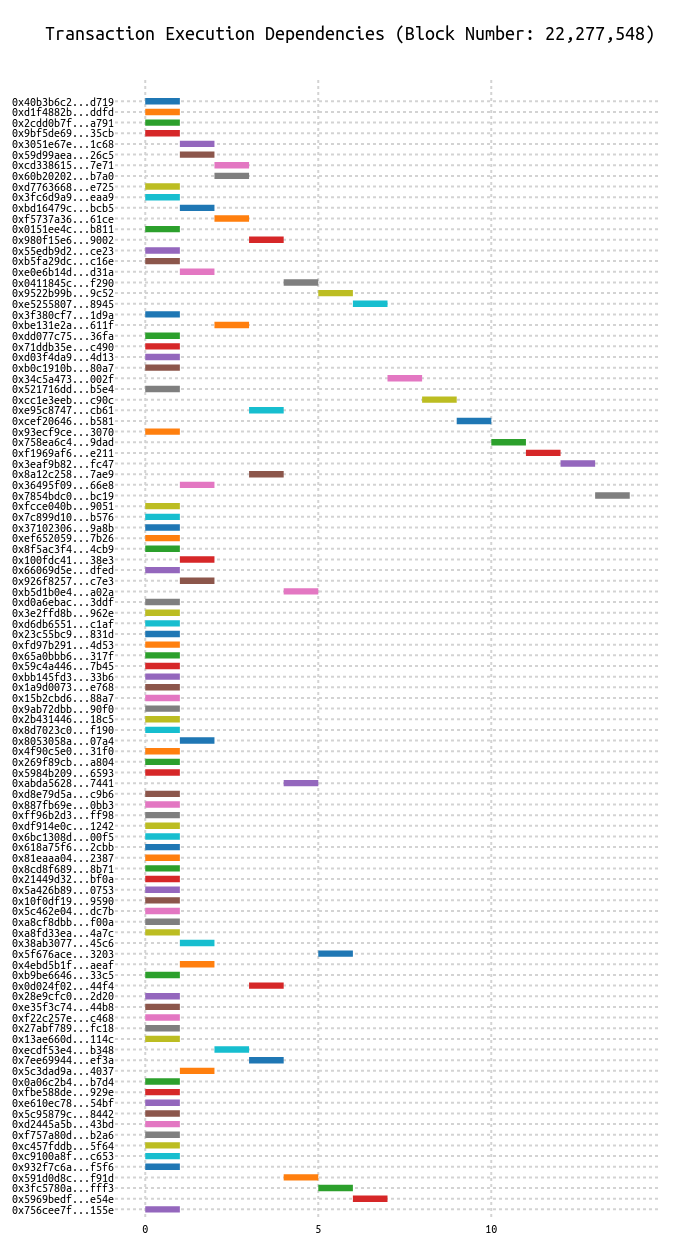 Transaction Execution Dependencies (Block Number: 22,277,548)
0x40b3b6c2...d719
0xd1f4882b...ddfd
0x2cdd0b7f...a791
0x9bf5de69...35cb
0x3051e67e...1c68
0x59d99aea...26c5
0xcd338615...7e71
0x60b20202...b7a0
0xd7763668...e725
0x3fc6d9a9...eaa9
0xbd16479c...bcb5
0xf5737a36...61ce
0x0151ee4c...b811
0x980f15e6...9002
0x55edb9d2...ce23
0xb5fa29dc...c16e
0xe0e6b14d...d31a
0x0411845c...f290
0x9522b99b...9c52
0xe5255807...8945
0x3f380cf7...1d9a
0xbe131e2a...611f
0xdd077c75...36fa
0x71ddb35e...c490
0xd03f4da9...4d13
0xb0c1910b...80a7
0x34c5a473...002f
0x521716dd...b5e4
0xcc1e3eeb...c90c
0xe95c8747...cb61
0xcef20646...b581
0x93ecf9ce...3070
0x758ea6c4...9dad
0xf1969af6...e211
0x3eaf9b82...fc47
0x8a12c258...7ae9
0x36495f09...66e8
0x7854bdc0...bc19
0xfcce040b...9051
0x7c899d10...b576
0x37102306...9a8b
0xef652059...7b26
0x8f5ac3f4...4cb9
0x100fdc41...38e3
0x66069d5e...dfed
0x926f8257...c7e3
0xb5d1b0e4...a02a
0xd0a6ebac...3ddf
0x3e2ffd8b...962e
0xd6db6551...c1af
0x23c55bc9...831d
0xfd97b291...4d53
0x65a0bbb6...317f
0x59c4a446...7b45
0xbb145fd3...33b6
0x1a9d0073...e768
0x15b2cbd6...88a7
0x9ab72dbb...90f0
0x2b431446...18c5
0x8d7023c0...f190
0x8053058a...07a4
0x4f90c5e0...31f0
0x269f89cb...a804
0x5984b209...6593
0xabda5628...7441
0xd8e79d5a...c9b6
0x887fb69e...0bb3
0xff96b2d3...ff98
0xdf914e0c...1242
0x6bc1308d...00f5
0x618a75f6...2cbb
0x81eaaa04...2387
0x8cd8f689...8b71
0x21449d32...bf0a
0x5a426b89...0753
0x10f0df19...9590
0x5c462e04...dc7b
0xa8cf8dbb...f00a
0xa8fd33ea...4a7c
0x38ab3077...45c6
0x5f676ace...3203
0x4ebd5b1f...aeaf
0xb9be6646...33c5
0x0d024f02...44f4
0x28e9cfc0...2d20
0xe35f3c74...44b8
0xf22c257e...c468
0x27abf789...fc18
0x13ae660d...114c
0xecdf53e4...b348
0x7ee69944...ef3a
0x5c3dad9a...4037
0x0a06c2b4...b7d4
0xfbe588de...929e
0xe610ec78...54bf
0x5c95879c...8442
0xd2445a5b...43bd
0xf757a80d...b2a6
0xc457fddb...5f64
0xc9100a8f...c653
0x932f7c6a...f5f6
0x591d0d8c...f91d
0x3fc5780a...fff3
0x5969bedf...e54e
0x756cee7f...155e
0 5 10